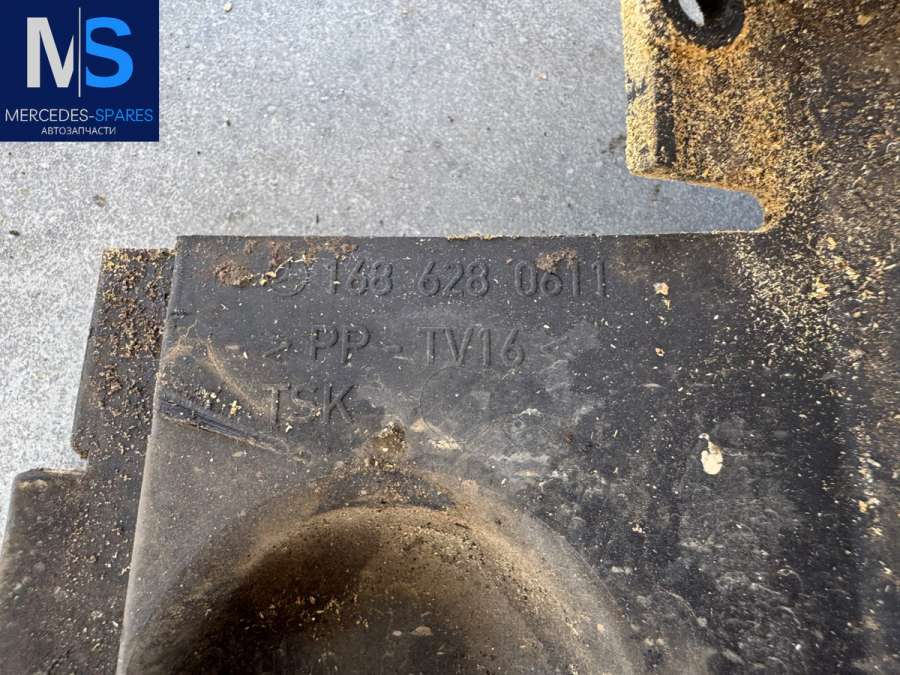 MS
MERCEDES-SPARES
АВТОЗАПЧАСТИ
168 628 0611
> PP - TV16 <
TSK